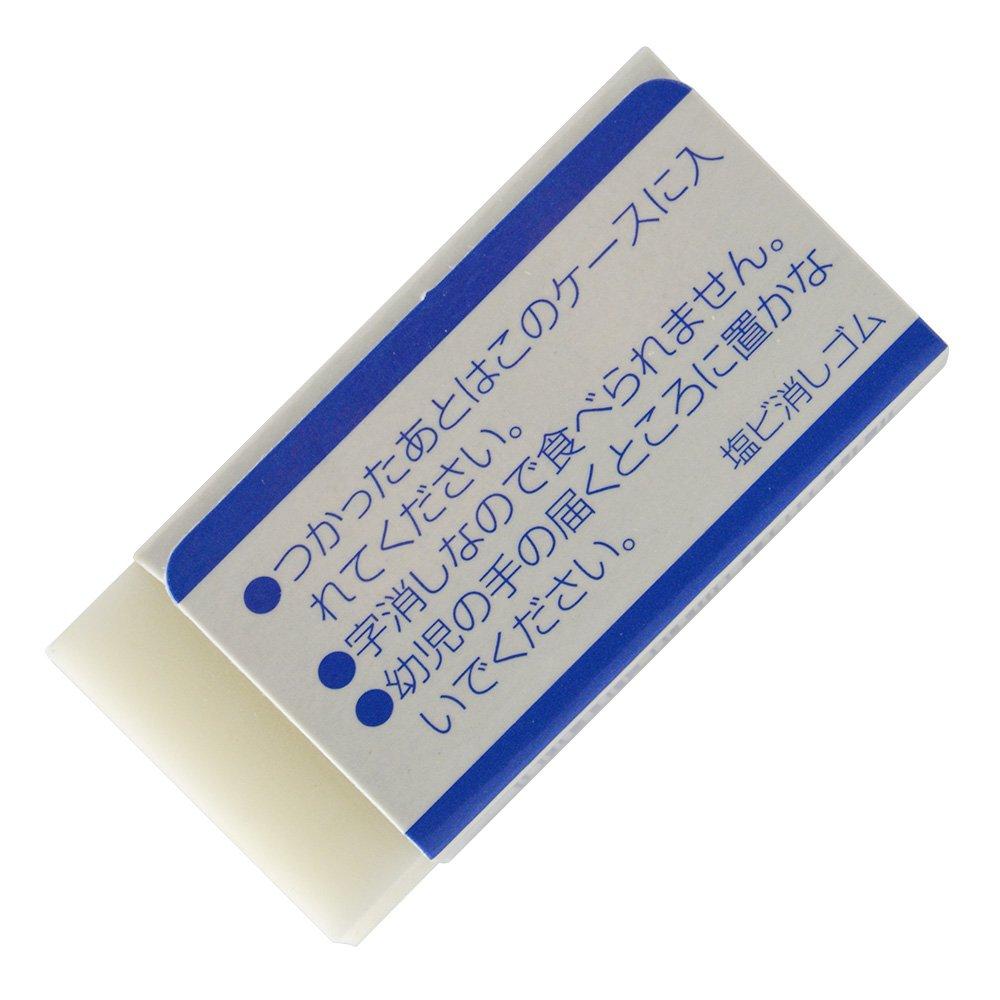 ●つかったあとはこのケースに入
れてください。
●字消しなので食べられません。
●幼児の手の届くところに置かな
いでください。
塩ビ消しゴム